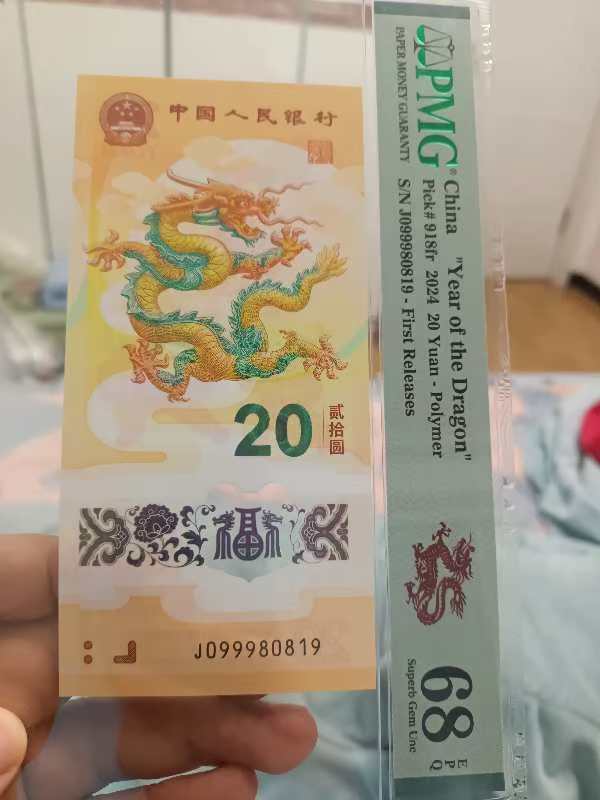 中国人民银行
20
贰拾圆
福
J099980819
PMG®
PAPER MONEY GUARANTY
China "Year of the Dragon"
Pick# 918fr 2024 20 Yuan - Polymer
S/N J099980819 - First Releases
68
EPQ
Superb Gem Unc